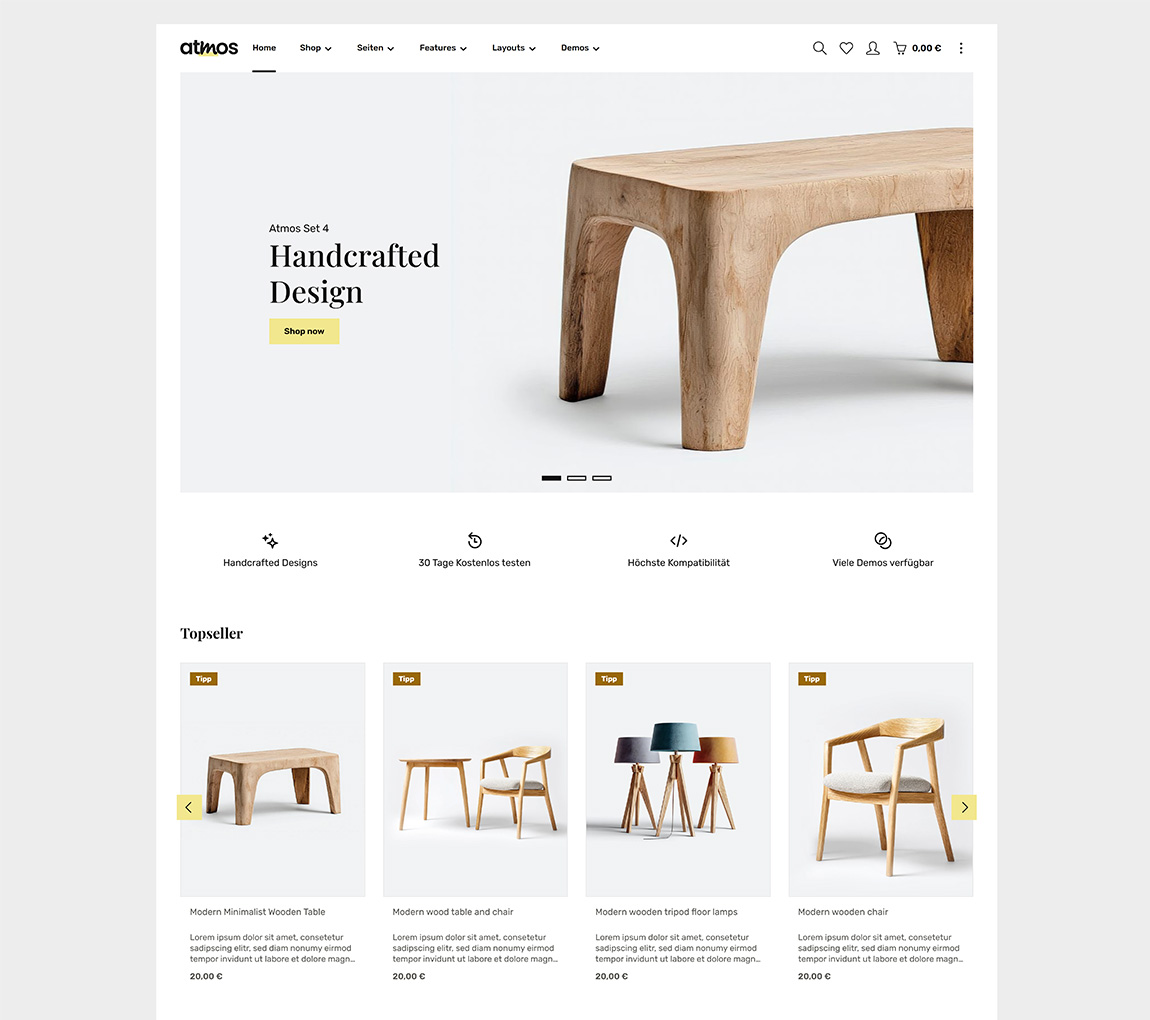 atmos
Home Shop Seiten Features Layouts Demos
0,00 €
Atmos Set 4
Handcrafted
Design
Shop now
Handcrafted Designs
30 Tage Kostenlos testen
Höchste Kompatibilität
Viele Demos verfügbar
Topseller
Tipp
Tipp
Tipp
Tipp
Modern Minimalist Wooden Table
Lorem ipsum dolor sit amet, consetetur
sadipscing elitr, sed diam nonumy eirmod
tempor invidunt ut labore et dolore magn…
20,00 €
Modern wood table and chair
Lorem ipsum dolor sit amet, consetetur
sadipscing elitr, sed diam nonumy eirmod
tempor invidunt ut labore et dolore magn…
20,00 €
Modern wooden tripod floor lamps
Lorem ipsum dolor sit amet, consetetur
sadipscing elitr, sed diam nonumy eirmod
tempor invidunt ut labore et dolore magn…
20,00 €
Modern wooden chair
Lorem ipsum dolor sit amet, consetetur
sadipscing elitr, sed diam nonumy eirmod
tempor invidunt ut labore et dolore magn…
20,00 €